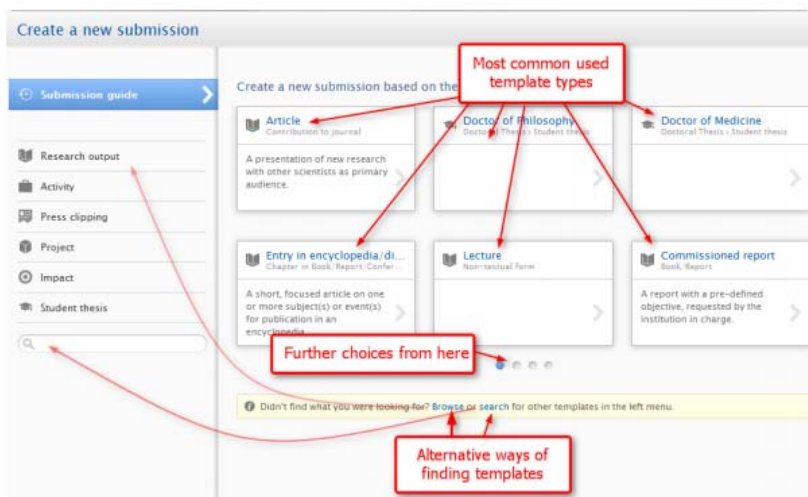 Create a new submission
Submission guide
Research output
Activity
Press clipping
Project
Impact
Student thesis
Create a new submission based on the
Most common used
template types
Article
Contribution to journal
A presentation of new research
with other scientists as primary
audience.
Doctor of Philosophy
Doctoral Thesis › Student thesis
Doctor of Medicine
Doctoral Thesis › Student thesis
Entry in encyclopedia/di...
Chapter in Book/Report/Confer...
A short, focused article on one
or more subject(s) or event(s)
for publication in an
encyclopedia
Lecture
Non-textual form
Commissioned report
Book/Report
A report with a pre-defined
objective, requested by the
institution in charge.
Further choices from here
Didn't find what you were looking for? Browse or search for other templates in the left menu.
Alternative ways of
finding templates